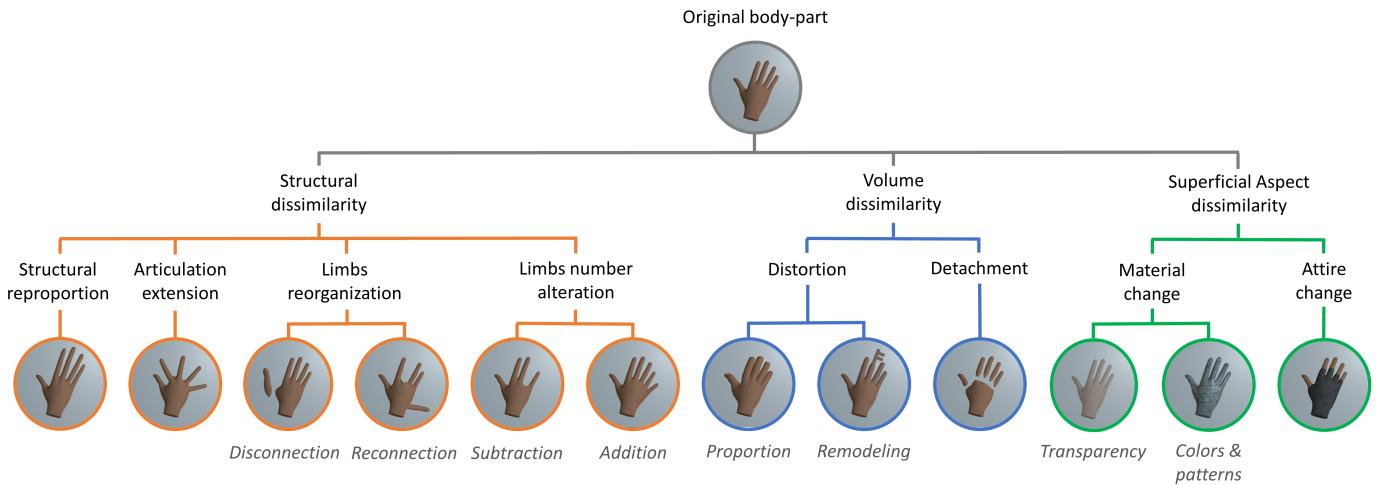 Original body-part
Structural
dissimilarity
Volume
dissimilarity
Superficial Aspect
dissimilarity
Structural
reproportion
Articulation
extension
Limbs
reorganization
Limbs number
alteration
Distortion
Detachment
Material
change
Attire
change
Disconnection
Reconnection
Subtraction
Addition
Proportion
Remodeling
Transparency
Colors &
patterns